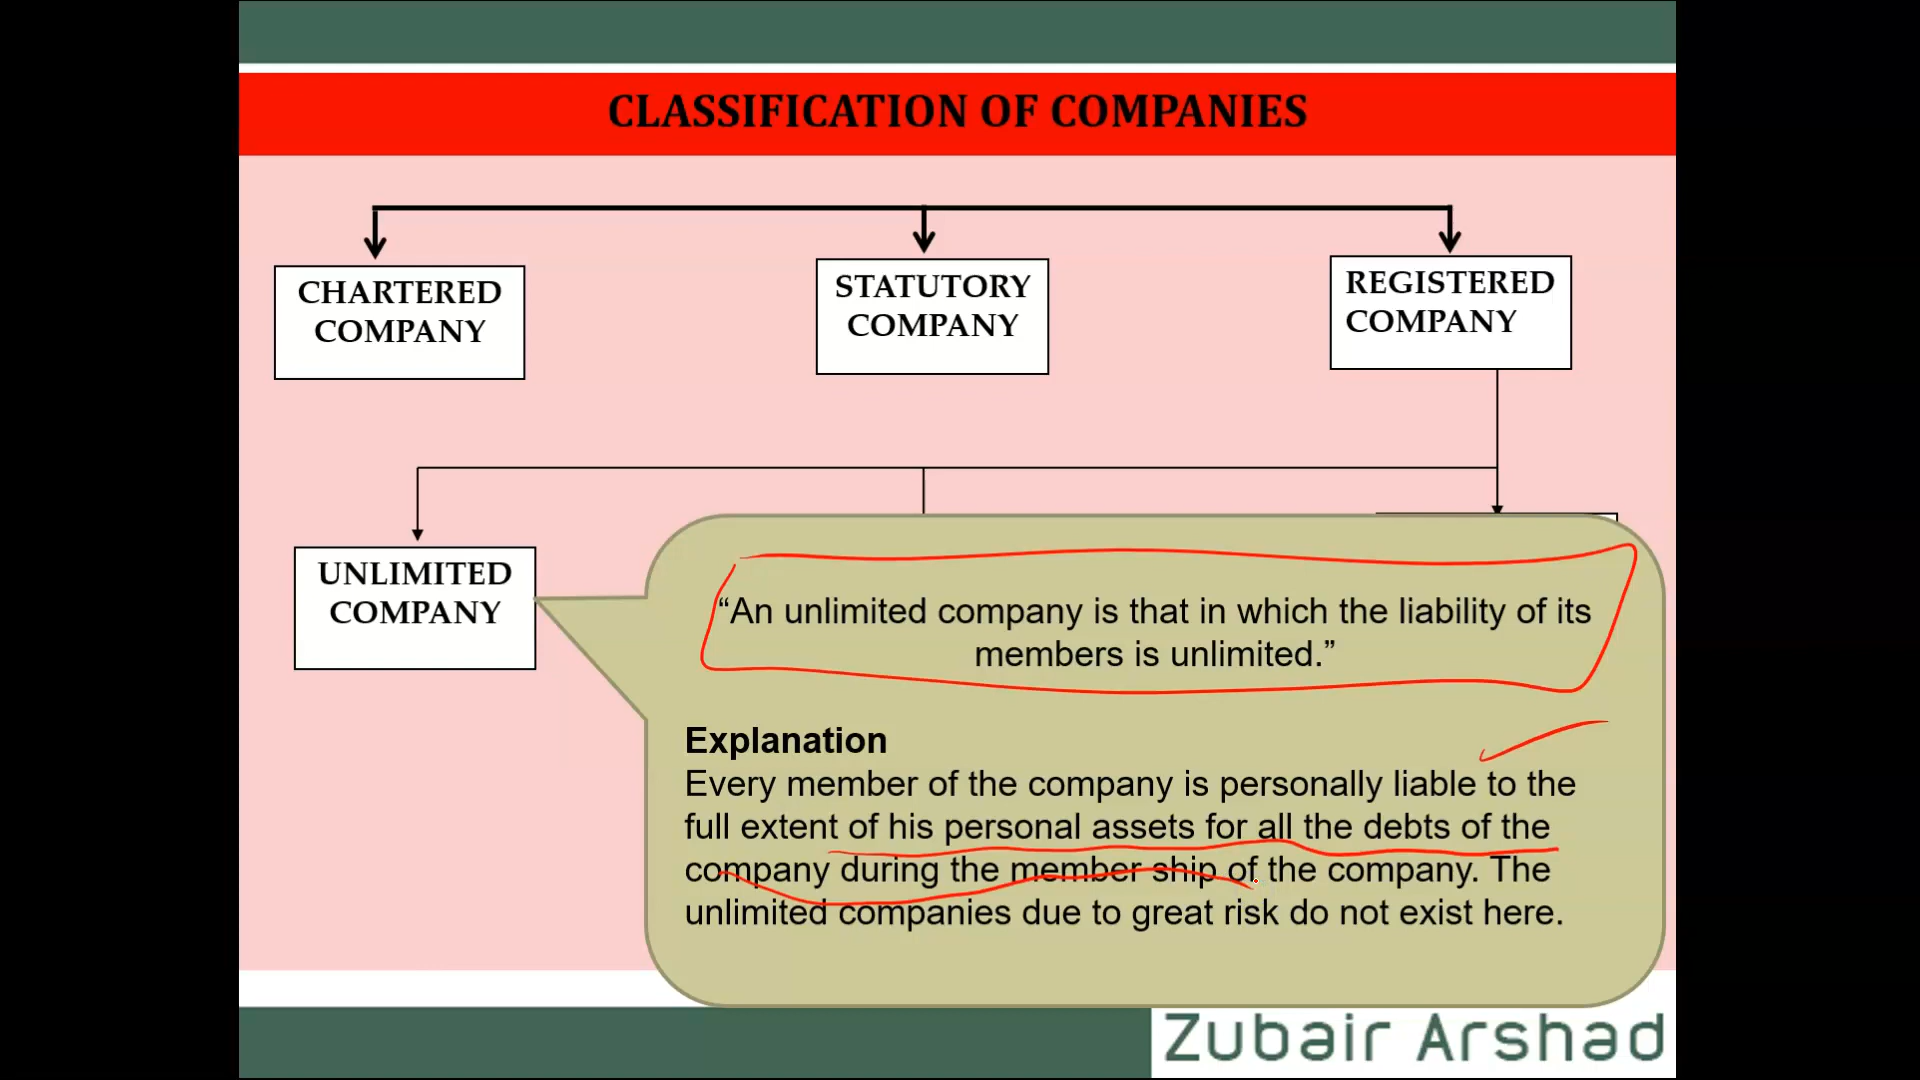 CLASSIFICATION OF COMPANIES
CHARTERED
COMPANY
STATUTORY
COMPANY
REGISTERED
COMPANY
UNLIMITED
COMPANY
“An unlimited company is that in which the liability of its
members is unlimited.”
Explanation
Every member of the company is personally liable to the
full extent of his personal assets for all the debts of the
company during the member ship of the company. The
unlimited companies due to great risk do not exist here.
Zubair Arshad